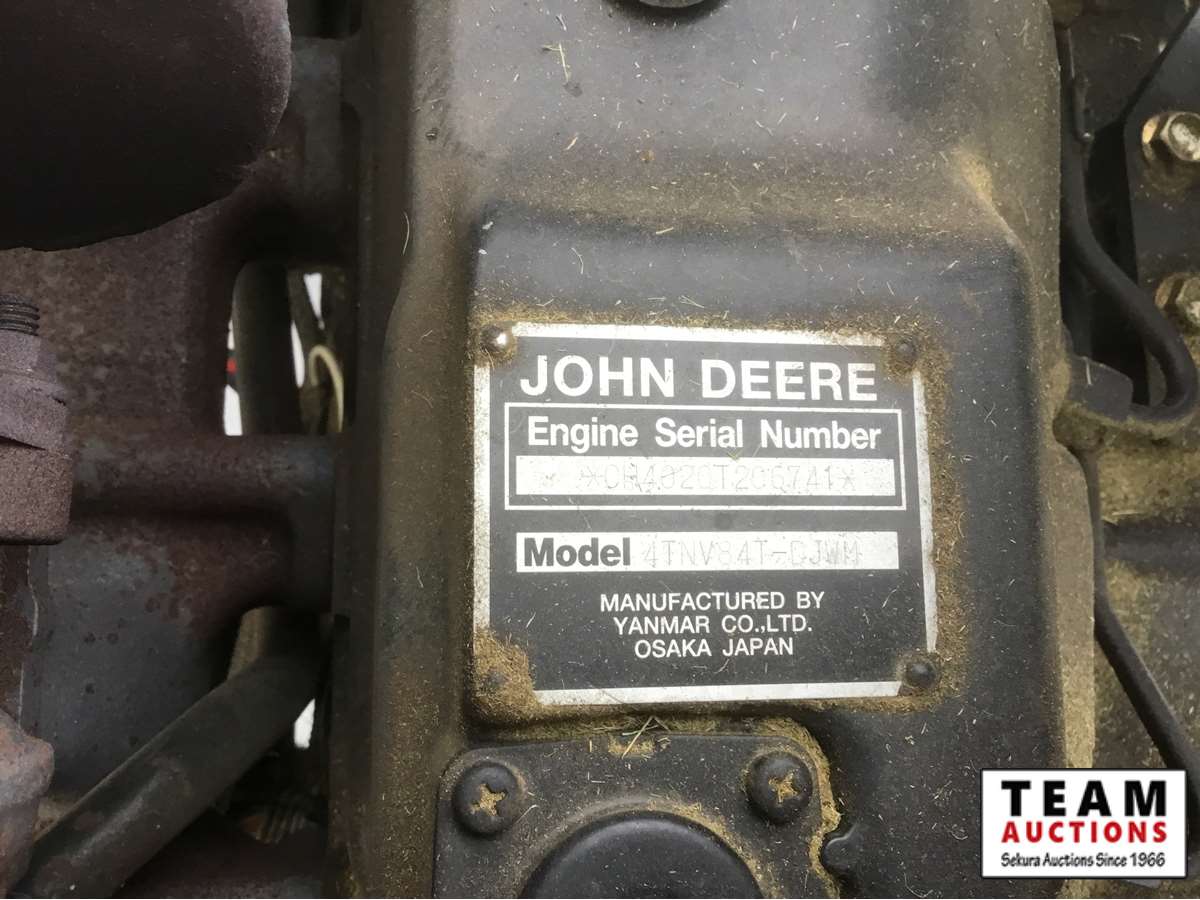 JOHN DEERE
Engine Serial Number
*CH4020T206741*
Model 4TNV84T-DJWM
MANUFACTURED BY
YANMAR CO.,LTD.
OSAKA JAPAN
TEAM
AUCTIONS
Sekura Auctions Since 1966